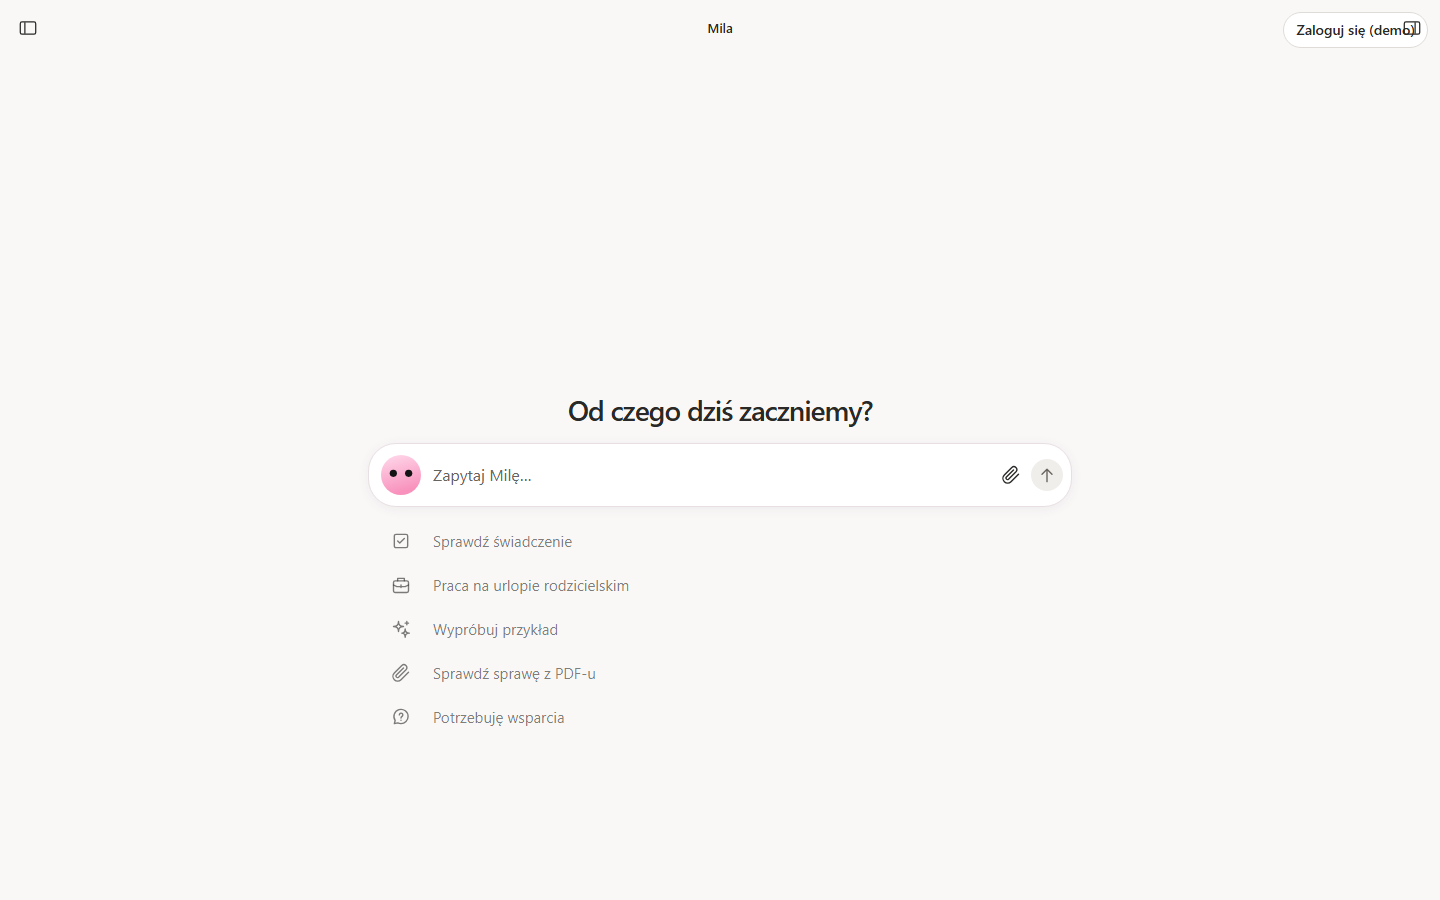 Mila
Zaloguj się (demo)
Od czego dziś zaczniemy?
Zapytaj Milę...
Sprawdź świadczenie
Praca na urlopie rodzicielskim
Wypróbuj przykład
Sprawdź sprawę z PDF-u
Potrzebuję wsparcia